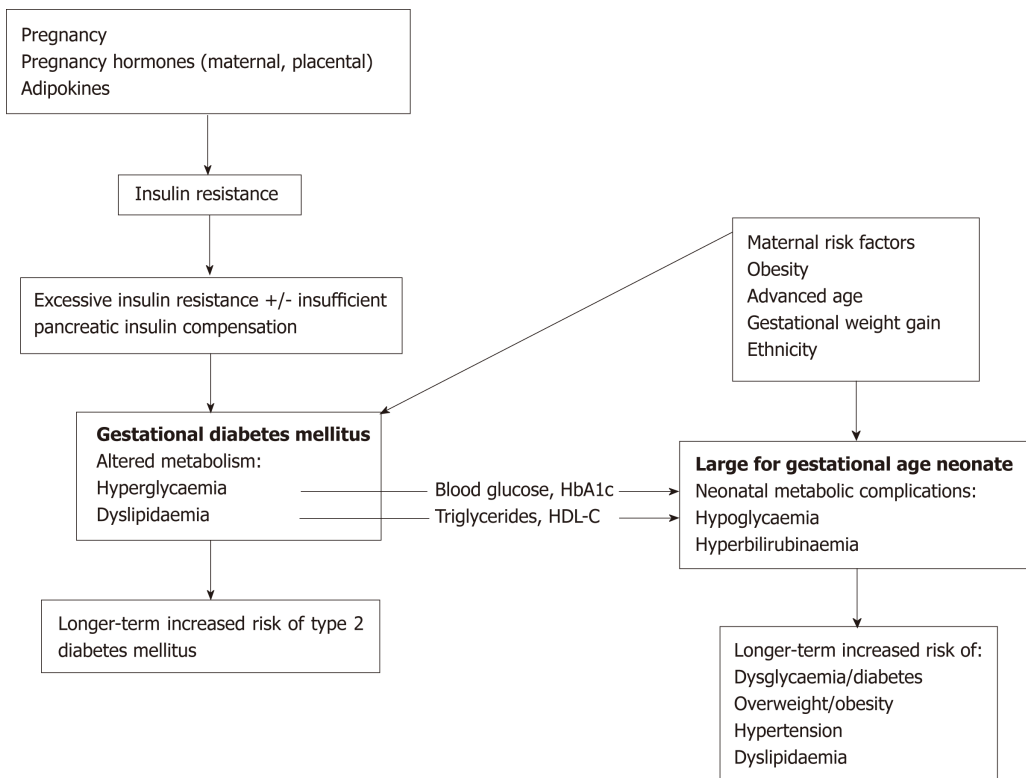 Pregnancy
Pregnancy hormones (maternal, placental)
Adipokines
Insulin resistance
Excessive insulin resistance +/- insufficient
pancreatic insulin compensation
Maternal risk factors
Obesity
Advanced age
Gestational weight gain
Ethnicity
Gestational diabetes mellitus
Altered metabolism:
Hyperglycaemia
Dyslipidaemia
Blood glucose, HbA1c
Triglycerides, HDL-C
Large for gestational age neonate
Neonatal metabolic complications:
Hypoglycaemia
Hyperbilirubinaemia
Longer-term increased risk of type 2
diabetes mellitus
Longer-term increased risk of:
Dysglycaemia/diabetes
Overweight/obesity
Hypertension
Dyslipidaemia